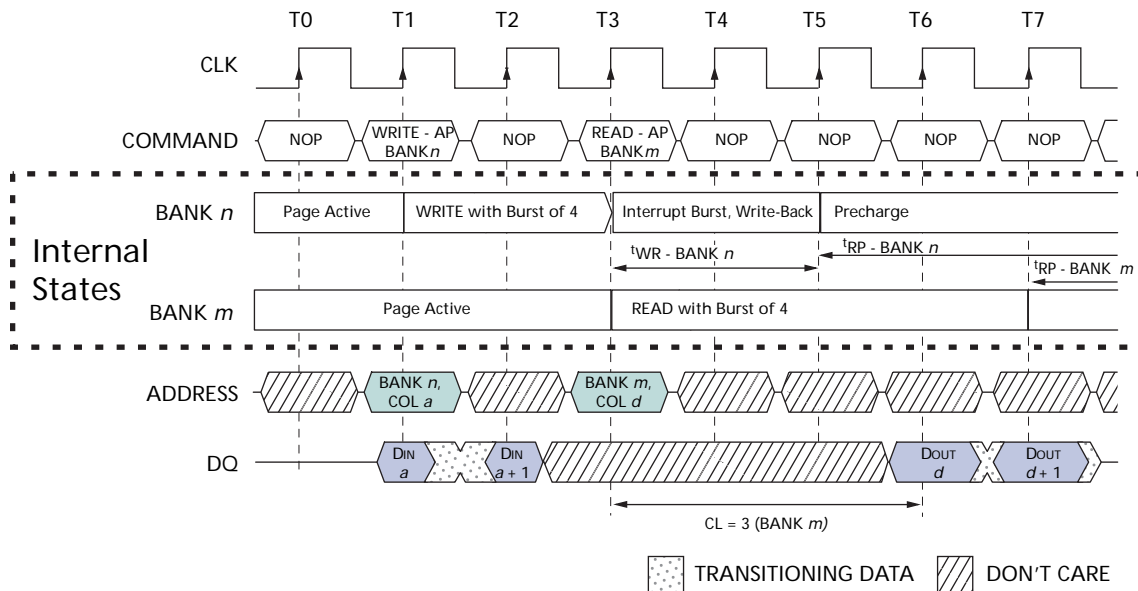 T0 T1 T2 T3 T4 T5 T6 T7
CLK
COMMAND NOP WRITE - AP NOP READ - AP NOP NOP NOP NOP
BANK n BANK m
BANK n Page Active WRITE with Burst of 4 Interrupt Burst, Write-Back Precharge
Internal
States
tWR - BANK n tRP - BANK n
tRP - BANK m
BANK m Page Active READ with Burst of 4
ADDRESS BANK n, BANK m,
COL a COL d
DQ DIN DIN DOUT DOUT
a a + 1 d d + 1
CL = 3 (BANK m)
TRANSITIONING DATA DON'T CARE